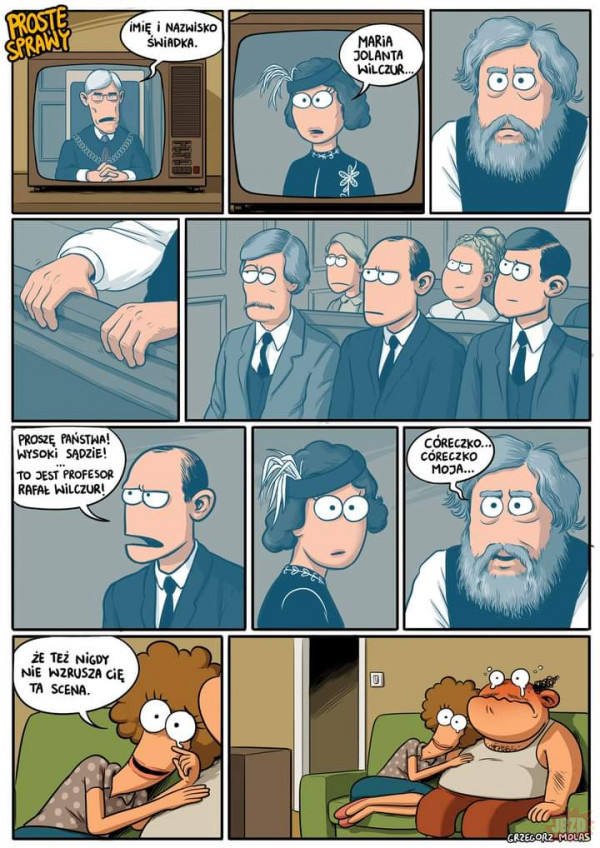 PROSTE
SPRAWY
IMIĘ I NAZWISKO
ŚWIADKA.
MARIA
JOLANTA
WILCZUR...
PROSZĘ PAŃSTWA!
WYSOKI SĄDZIE!
...
TO JEST PROFESOR
RAFAŁ WILCZUR!
CÓRECZKO...
CÓRECZKO
MOJA...
ŻE TEŻ NIGDY
NIE WZRUSZA CIĘ
TA SCENA.
GRZEGORZ MOLAS